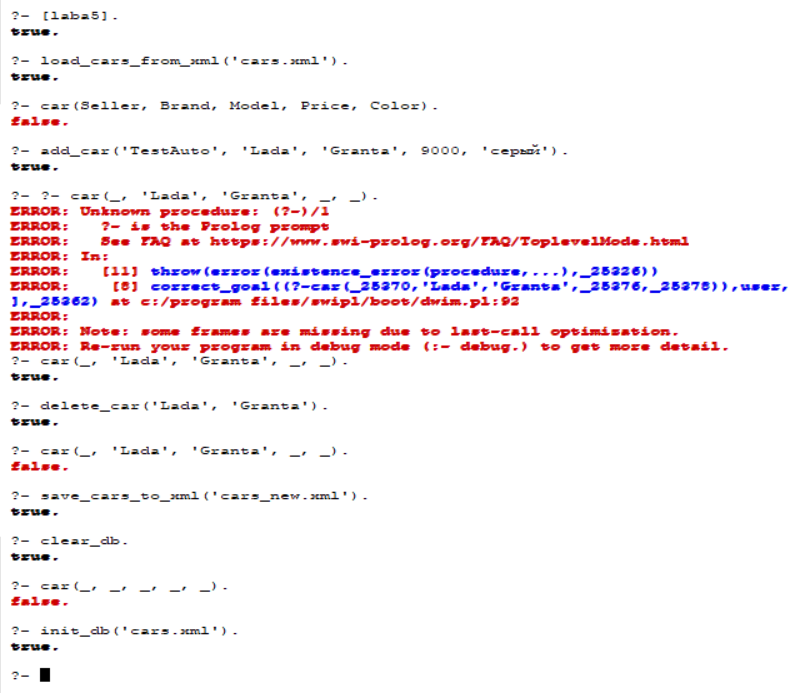 ?- [laba5].
true.
?- load_cars_from_xml('cars.xml').
true.
?- car(Seller, Brand, Model, Price, Color).
false.
?- add_car('TestAuto', 'Lada', 'Granta', 9000, 'серый').
true.
?- ?- car(_, 'Lada', 'Granta', _, _).
ERROR: Unknown procedure: (?-)/1
ERROR:   ?- is the Prolog prompt
ERROR:   See FAQ at https://www.swi-prolog.org/FAQ/ToplevelMode.html
ERROR: In:
ERROR:   [11] throw(error(existence_error(procedure,...),_25326))
ERROR:    [8] correct_goal((?-car(_25370,'Lada','Granta',_25376,_25378)),user,
],_25362) at c:/program files/swipl/boot/dwim.pl:92
ERROR:
ERROR: Note: some frames are missing due to last-call optimization.
ERROR: Re-run your program in debug mode (:- debug.) to get more detail.
?- car(_, 'Lada', 'Granta', _, _).
true.
?- delete_car('Lada', 'Granta').
true.
?- car(_, 'Lada', 'Granta', _, _).
false.
?- save_cars_to_xml('cars_new.xml').
true.
?- clear_db.
true.
?- car(_, _, _, _, _).
false.
?- init_db('cars.xml').
true.
?-